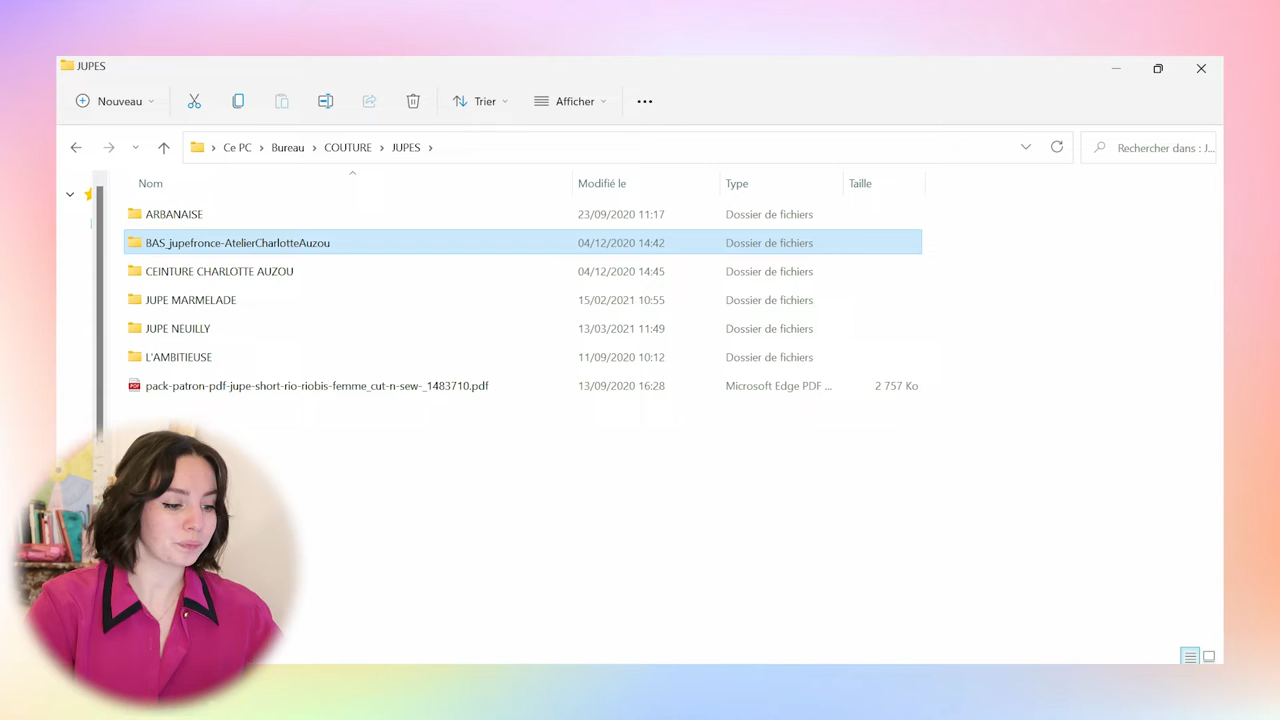 JUPES
Nouveau
Trier
Afficher
Ce PC > Bureau > COUTURE > JUPES >
Rechercher dans : J...
Nom Modifié le Type Taille
ARBANAISE 23/09/2020 11:17 Dossier de fichiers
BAS_jupefronce-AtelierCharlotteAuzou 04/12/2020 14:42 Dossier de fichiers
CEINTURE CHARLOTTE AUZOU 04/12/2020 14:45 Dossier de fichiers
JUPE MARMELADE 15/02/2021 10:55 Dossier de fichiers
JUPE NEUILLY 13/03/2021 11:49 Dossier de fichiers
L'AMBITIEUSE 11/09/2020 10:12 Dossier de fichiers
pack-patron-pdf-jupe-short-rio-riobis-femme_cut-n-sew-_1483710.pdf 13/09/2020 16:28 Microsoft Edge PDF ... 2 757 Ko